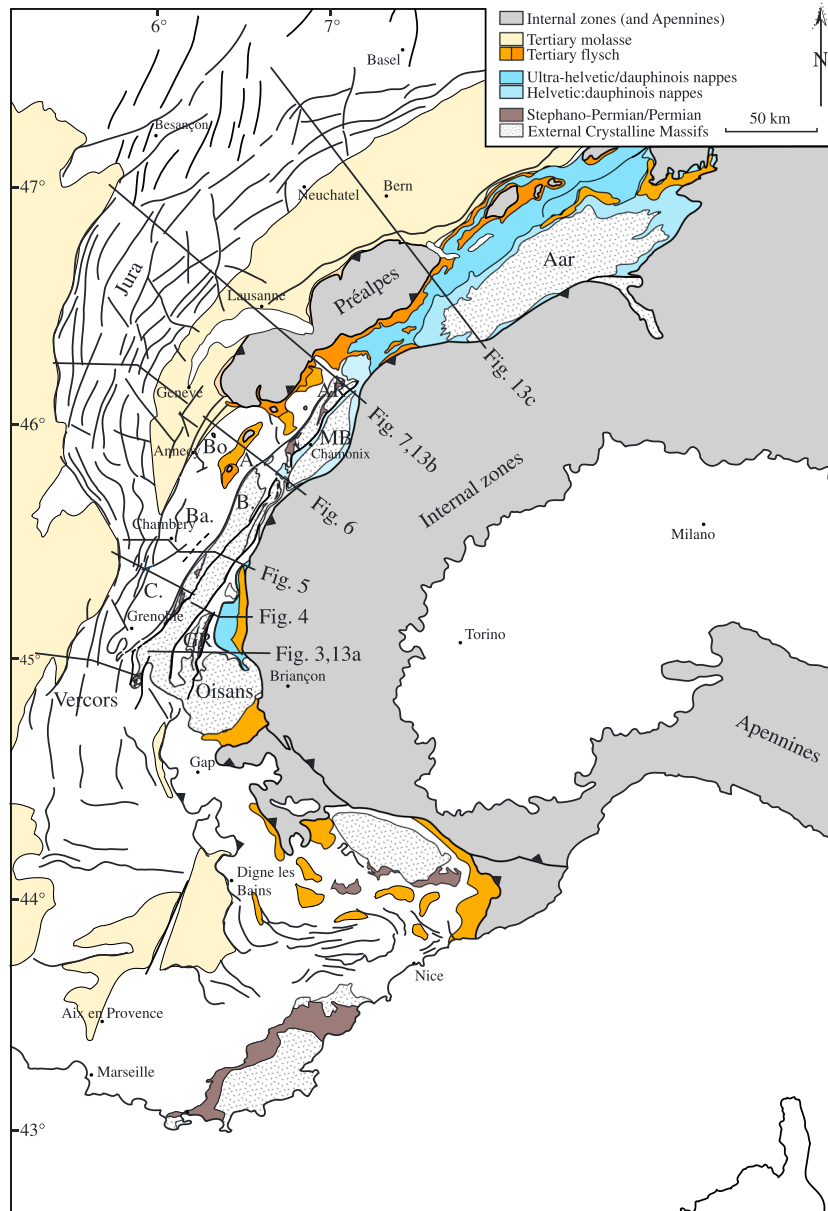 6°
7°
Internal zones (and Apennines)
Tertiary molasse
Tertiary flysch
Ultra-helvetic/dauphinois nappes
Helvetic:dauphinois nappes
Stephano-Permian/Permian
External Crystalline Massifs
N
50 km
Basel
Besançon
47°
Neuchatel
Bern
Jura
Aar
Préalpes
Lausanne
Fig. 13c
Genève
AR
46°
Fig. 7,13b
Bo
MB
Annecy
A
Chamonix
Internal zones
B
Fig. 6
Ba.
Chambery
Milano
Fig. 5
C.
Grenoble
Fig. 4
Torino
GR
45°
Fig. 3,13a
Briançon
Oisans
Vercors
Apennines
Gap
44°
Digne les
Bains
Nice
Aix en Provence
Marseille
43°